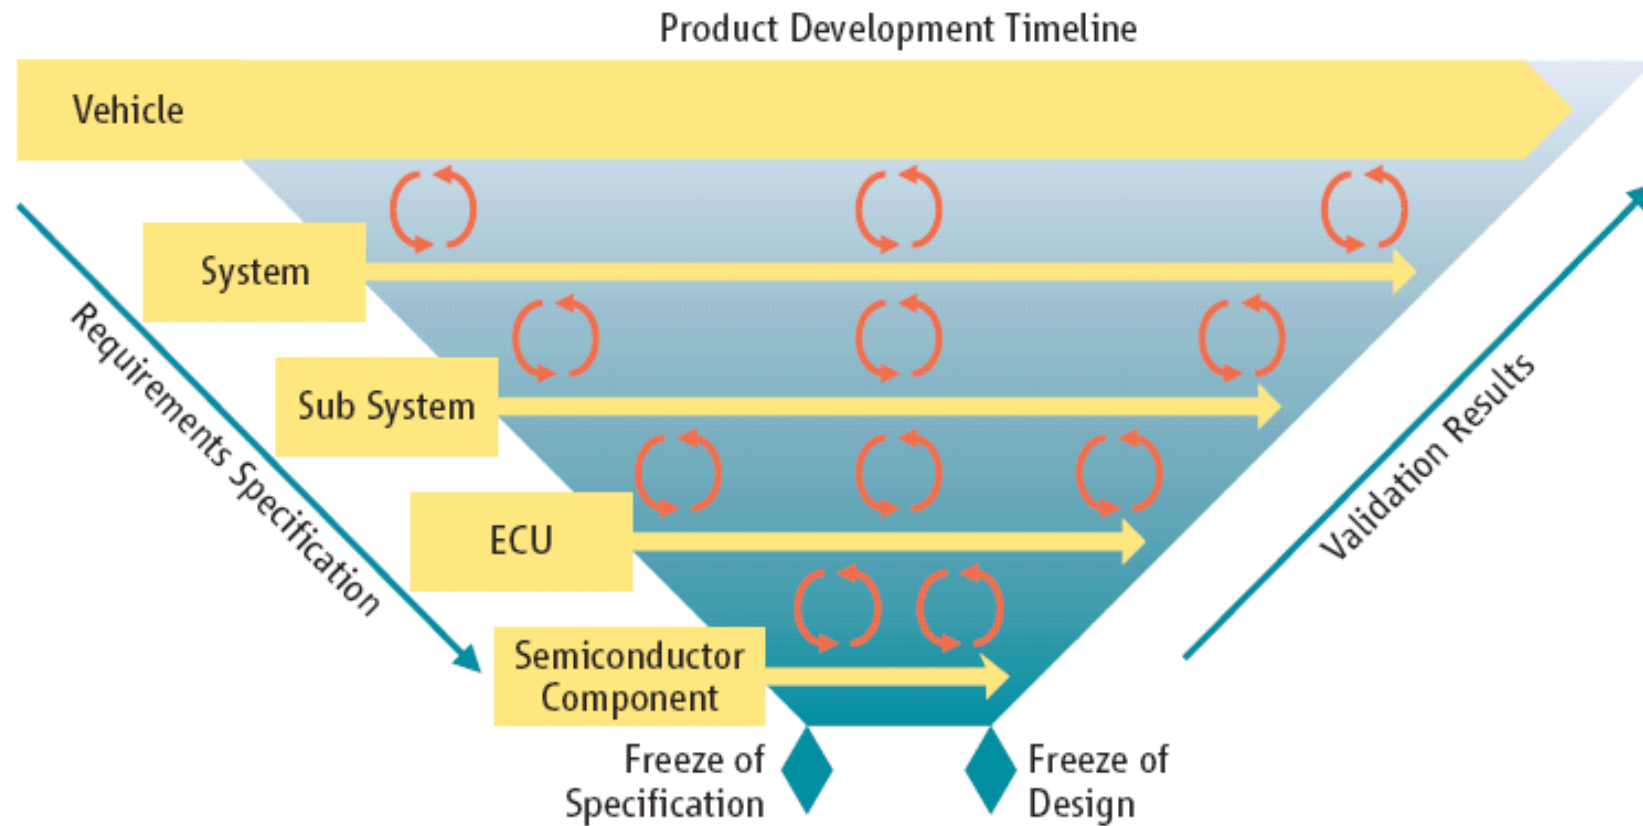 Product Development Timeline
Vehicle
System
Sub System
ECU
Semiconductor
Component
Requirements Specification
Validation Results
Freeze of
Specification
Freeze of
Design